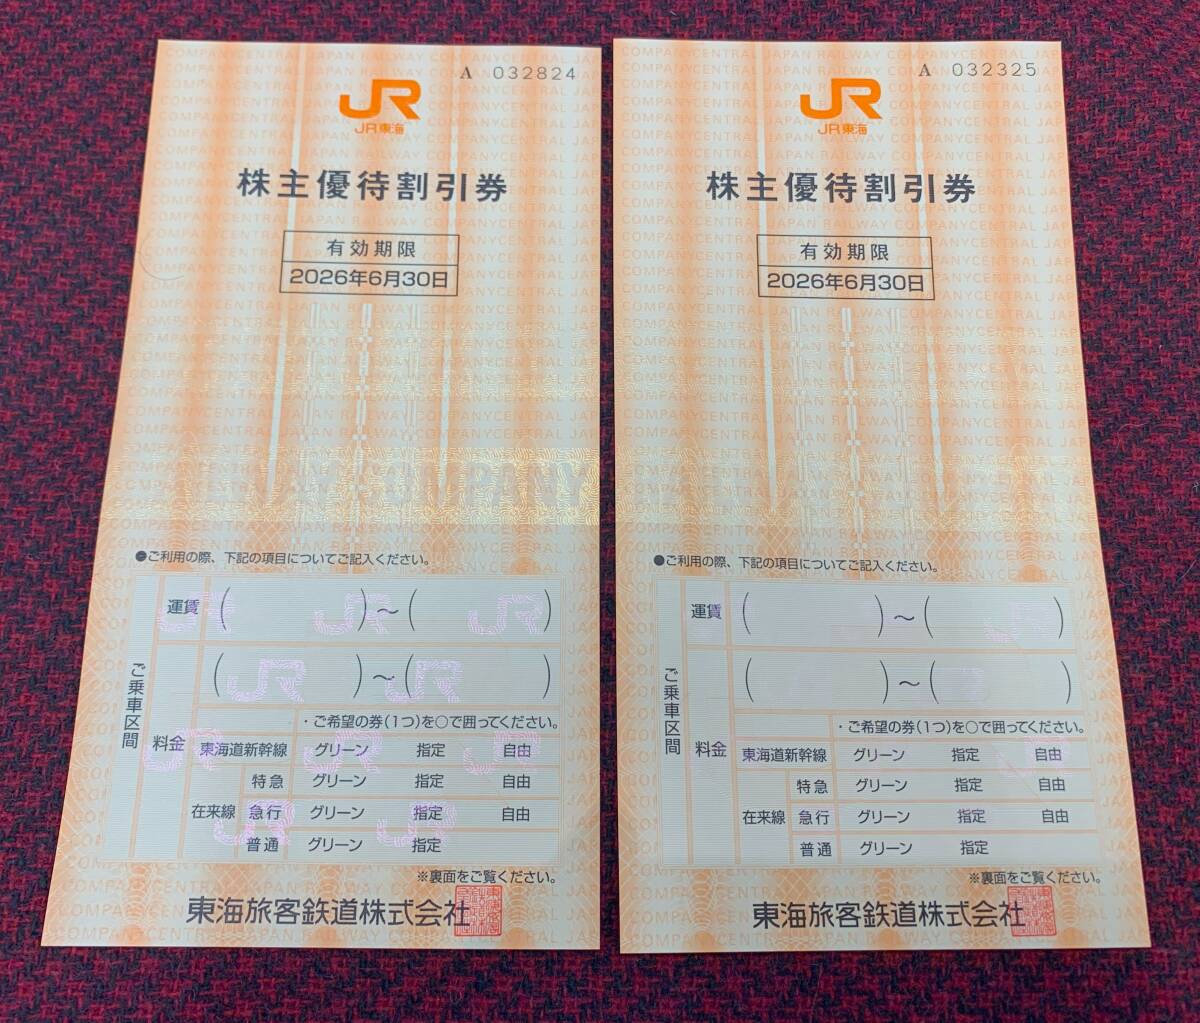 A 032824
JR
JR東海
株主優待割引券
有効期限
2026年6月30日
RAILWAY COMPANY
●ご利用の際、下記の項目についてご記入ください。
ご乗車区間
運賃 ( )～( )
料金 ( )～( )
・ご希望の券(1つ)を○で囲ってください。
東海道新幹線 グリーン 指定 自由
在来線 特急 グリーン 指定 自由
急行 グリーン 指定 自由
普通 グリーン 指定
※裏面をご覧ください。
東海旅客鉄道株式会社
A 032325
JR
JR東海
株主優待割引券
有効期限
2026年6月30日
●ご利用の際、下記の項目についてご記入ください。
ご乗車区間
運賃 ( )～( )
料金 ( )～( )
・ご希望の券(1つ)を○で囲ってください。
東海道新幹線 グリーン 指定 自由
在来線 特急 グリーン 指定 自由
急行 グリーン 指定 自由
普通 グリーン 指定
※裏面をご覧ください。
東海旅客鉄道株式会社